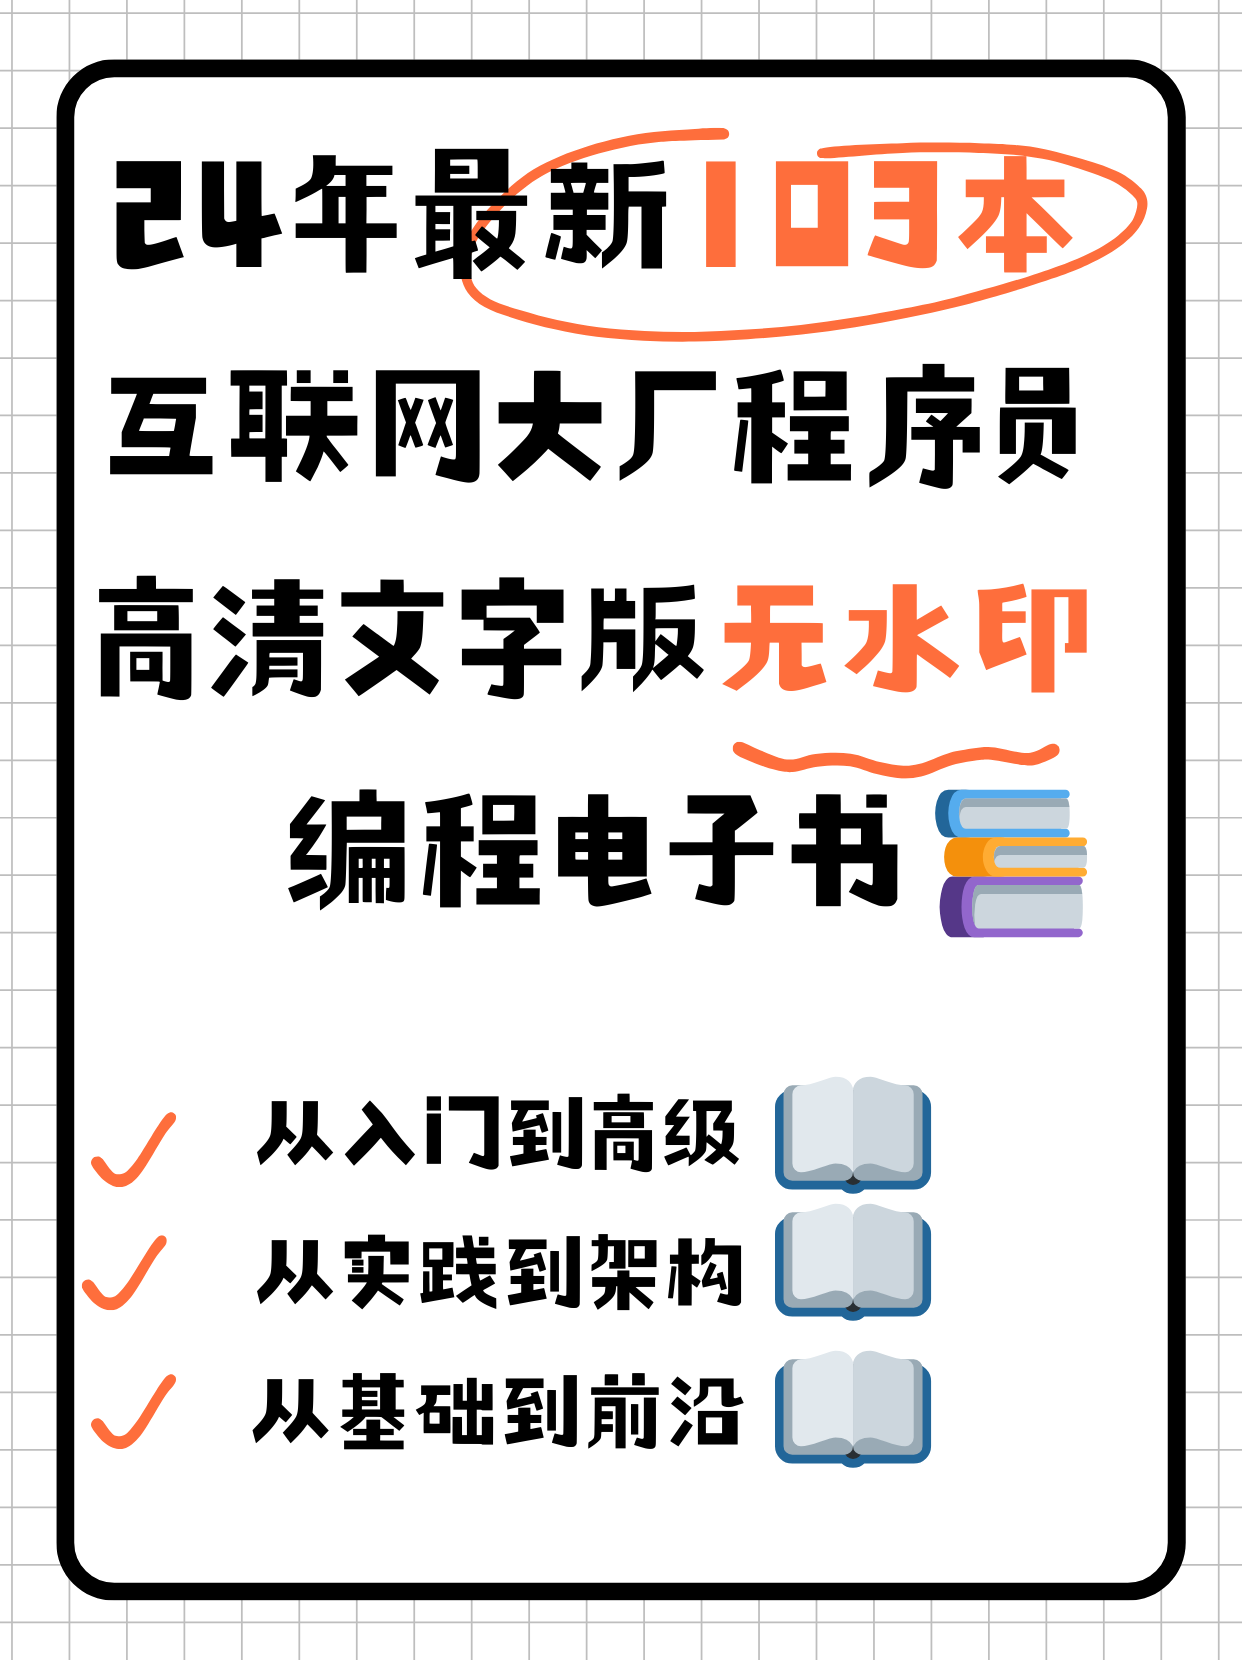 24年最新103本
互联网大厂程序员
高清文字版无水印
编程电子书
从入门到高级
从实践到架构
从基础到前沿